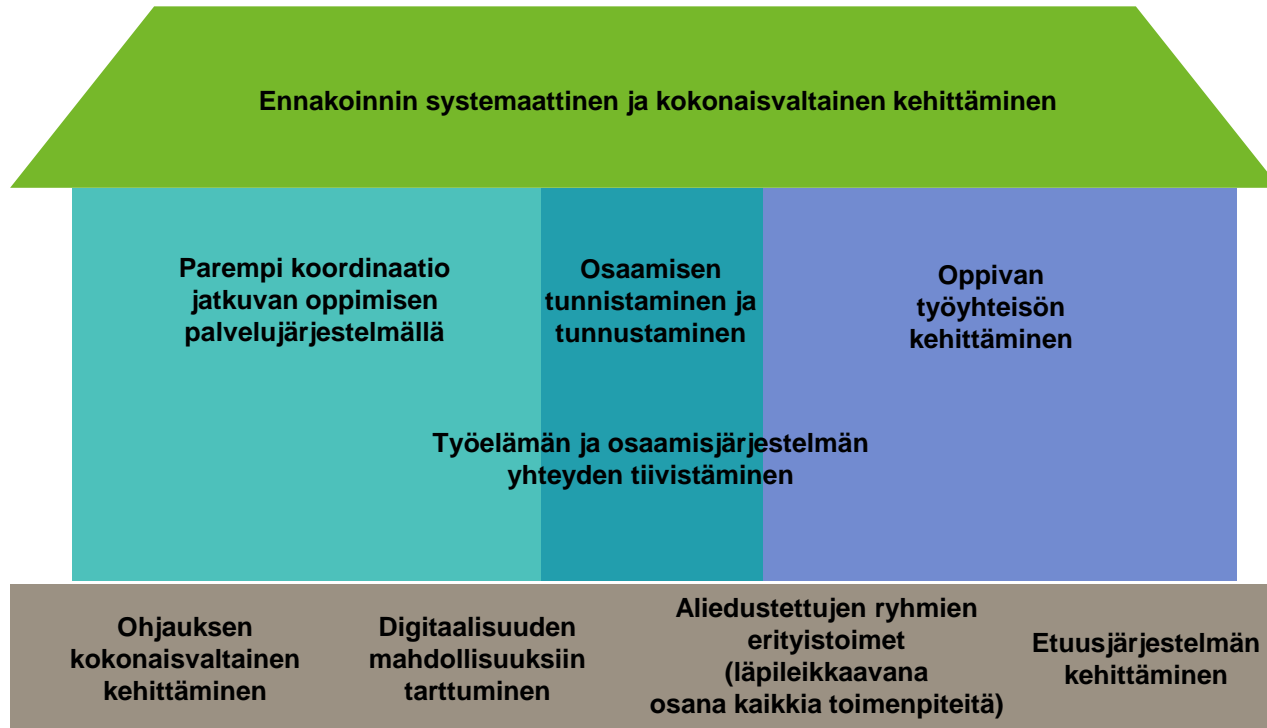 Ennakoinnin systemaattinen ja kokonaisvaltainen kehittäminen
Parempi koordinaatio
jatkuvan oppimisen
palvelujärjestelmällä
Osaamisen
tunnistaminen ja
tunnustaminen
Oppivan
työyhteisön
kehittäminen
Työelämän ja osaamisjärjestelmän
yhteyden tiivistäminen
Ohjauksen
kokonaisvaltainen
kehittäminen
Digitaalisuuden
mahdollisuuksiin
tarttuminen
Aliedustettujen ryhmien
erityistoimet
(läpileikkaavana
osana kaikkia toimenpiteitä)
Etuusjärjestelmän
kehittäminen